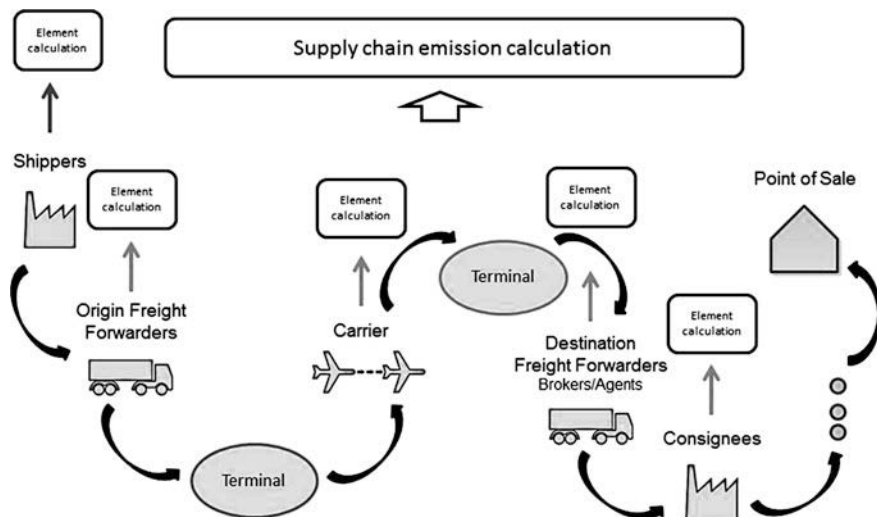 Element
calculation
Supply chain emission calculation
Shippers
Element
calculation
Element
calculation
Element
calculation
Point of Sale
Terminal
Origin Freight
Forwarders
Carrier
Element
calculation
Destination
Freight Forwarders
Brokers/Agents
Consignees
Terminal